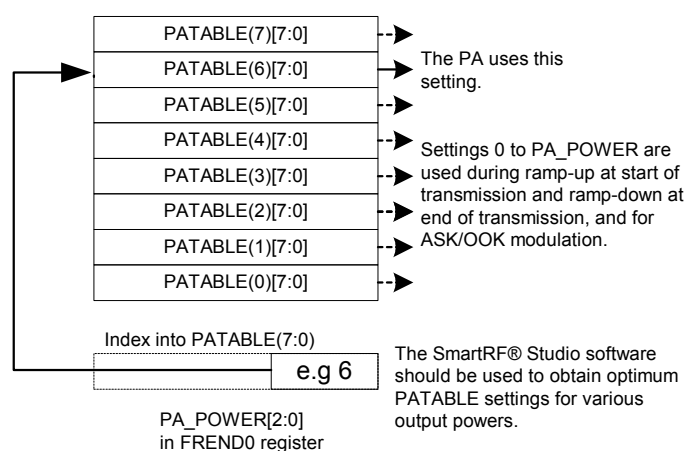 PATABLE(7)[7:0]
PATABLE(6)[7:0]
PATABLE(5)[7:0]
PATABLE(4)[7:0]
PATABLE(3)[7:0]
PATABLE(2)[7:0]
PATABLE(1)[7:0]
PATABLE(0)[7:0]
The PA uses this
setting.
Settings 0 to PA_POWER are
used during ramp-up at start of
transmission and ramp-down at
end of transmission, and for
ASK/OOK modulation.
Index into PATABLE(7:0)
e.g 6
PA_POWER[2:0]
in FREND0 register
The SmartRF® Studio software
should be used to obtain optimum
PATABLE settings for various
output powers.